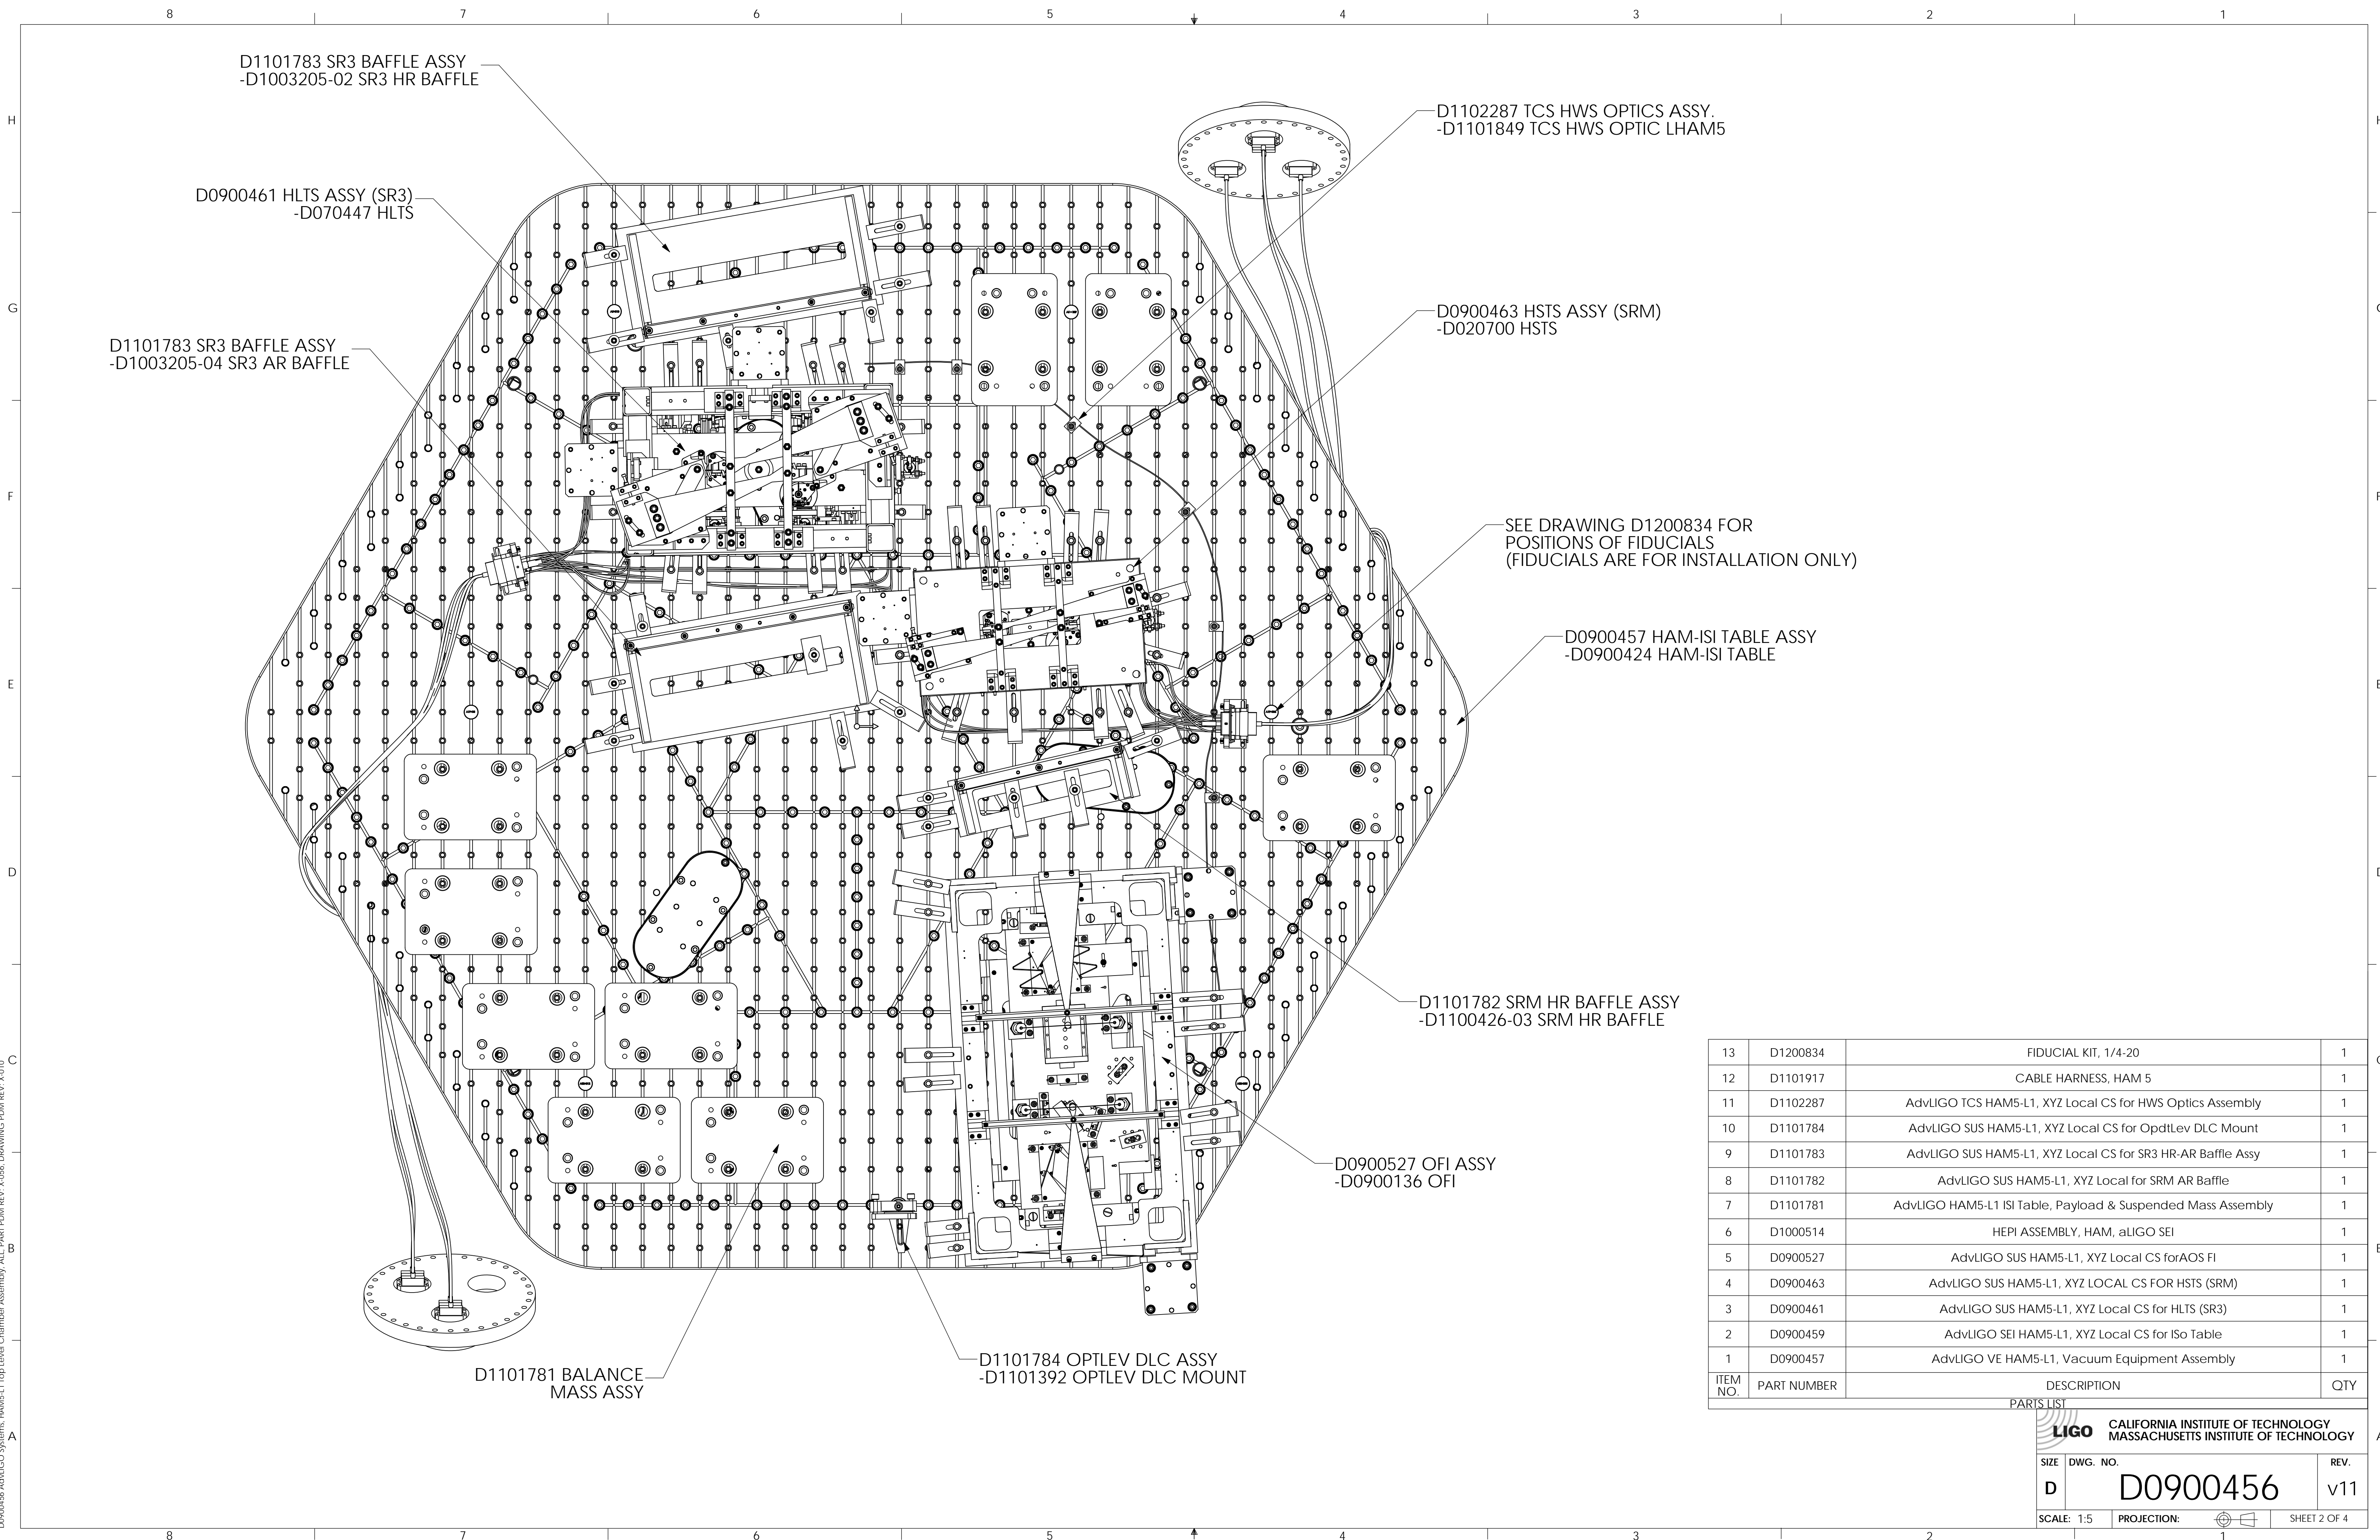 8 7 6 5 4 3 2 1
D1101783 SR3 BAFFLE ASSY
-D1003205-02 SR3 HR BAFFLE
D1102287 TCS HWS OPTICS ASSY.
-D1101849 TCS HWS OPTIC LHAM5
H
D0900461 HLTS ASSY (SR3)
-D070447 HLTS
G
D0900463 HSTS ASSY (SRM)
-D020700 HSTS
D1101783 SR3 BAFFLE ASSY
-D1003205-04 SR3 AR BAFFLE
F
SEE DRAWING D1200834 FOR
POSITIONS OF FIDUCIALS
(FIDUCIALS ARE FOR INSTALLATION ONLY)
D0900457 HAM-ISI TABLE ASSY
-D0900424 HAM-ISI TABLE
E
D
D1101782 SRM HR BAFFLE ASSY
-D1100426-03 SRM HR BAFFLE
C
D0900527 OFI ASSY
-D0900136 OFI
B
D1101784 OPTLEV DLC ASSY
-D1101392 OPTLEV DLC MOUNT
D1101781 BALANCE
MASS ASSY
A
13 D1200834 FIDUCIAL KIT, 1/4-20 1
12 D1101917 CABLE HARNESS, HAM 5 1
11 D1102287 AdvLIGO TCS HAM5-L1, XYZ Local CS for HWS Optics Assembly 1
10 D1101784 AdvLIGO SUS HAM5-L1, XYZ Local CS for OpdtLev DLC Mount 1
9 D1101783 AdvLIGO SUS HAM5-L1, XYZ Local CS for SR3 HR-AR Baffle Assy 1
8 D1101782 AdvLIGO SUS HAM5-L1, XYZ Local for SRM AR Baffle 1
7 D1101781 AdvLIGO HAM5-L1 ISI Table, Payload & Suspended Mass Assembly 1
6 D1000514 HEPI ASSEMBLY, HAM, aLIGO SEI 1
5 D0900527 AdvLIGO SUS HAM5-L1, XYZ Local CS forAOS FI 1
4 D0900463 AdvLIGO SUS HAM5-L1, XYZ LOCAL CS FOR HSTS (SRM) 1
3 D0900461 AdvLIGO SUS HAM5-L1, XYZ Local CS for HLTS (SR3) 1
2 D0900459 AdvLIGO SEI HAM5-L1, XYZ Local CS for ISo Table 1
1 D0900457 AdvLIGO VE HAM5-L1, Vacuum Equipment Assembly 1
ITEM NO. PART NUMBER DESCRIPTION QTY
PARTS LIST
LIGO
CALIFORNIA INSTITUTE OF TECHNOLOGY
MASSACHUSETTS INSTITUTE OF TECHNOLOGY
SIZE DWG. NO. REV.
D D0900456 v11
SCALE: 1:5 PROJECTION: SHEET 2 OF 4
8 7 6 5 4 3 2 1